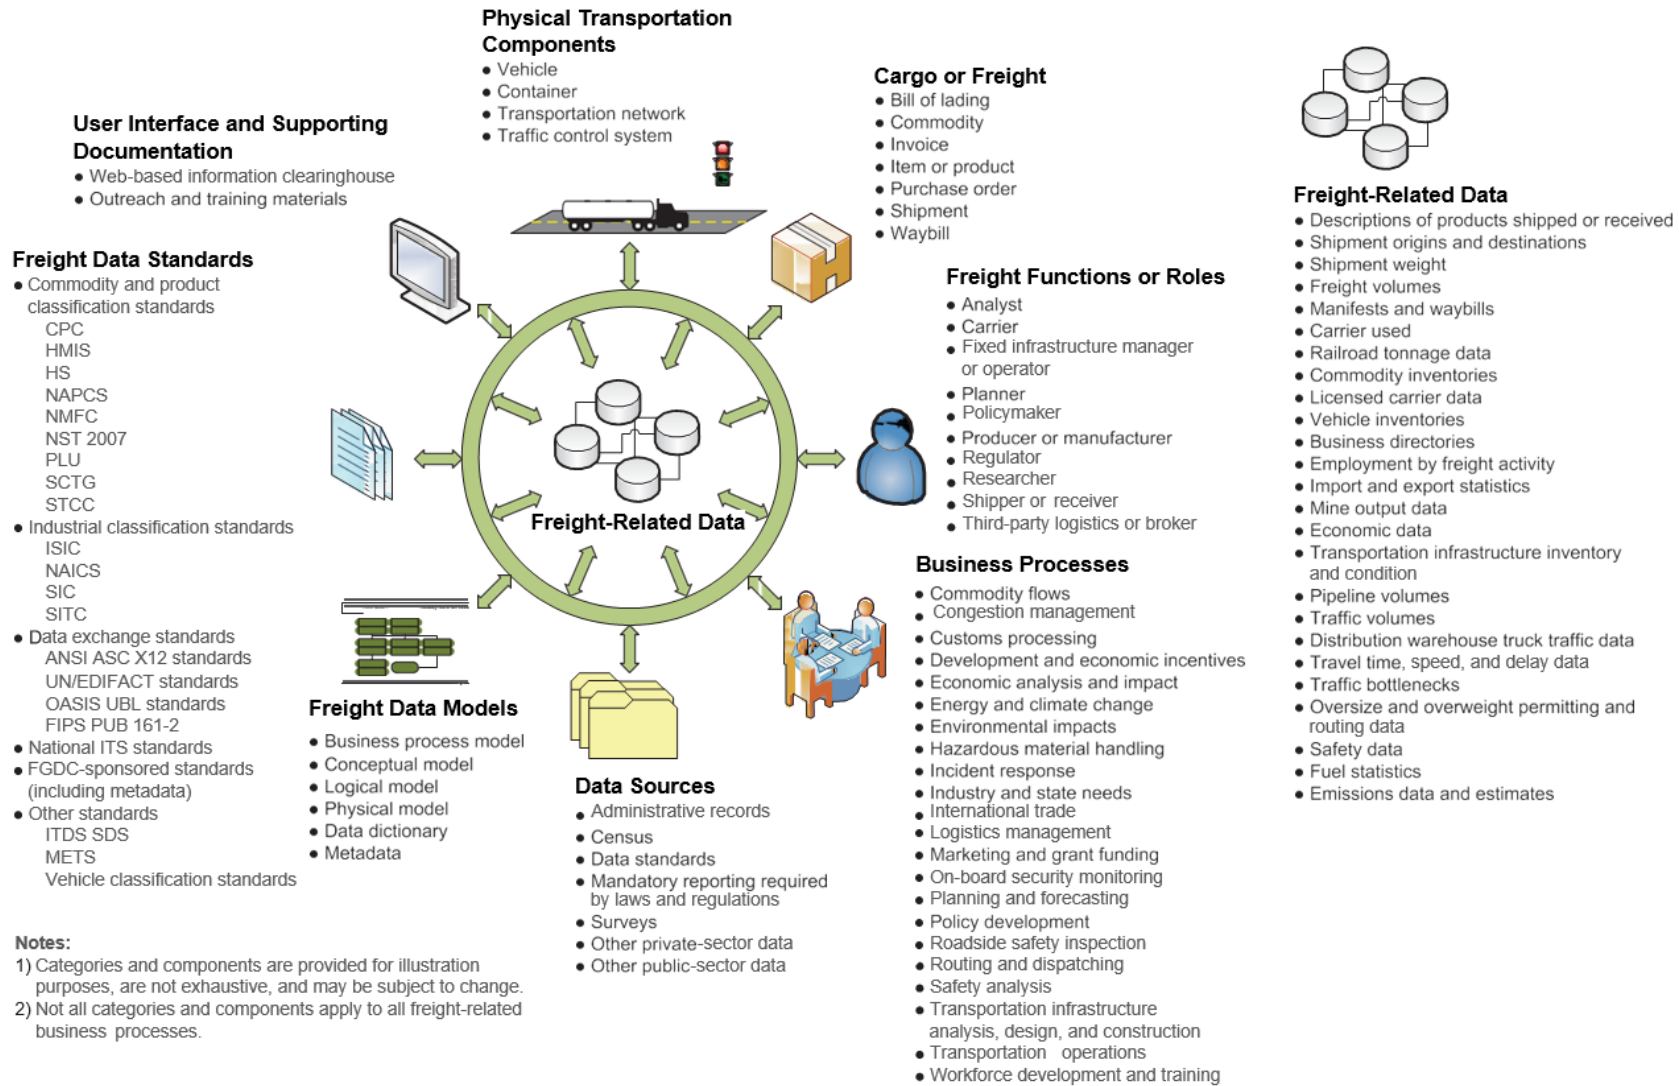 Physical Transportation
Components
● Vehicle
● Container
● Transportation network
● Traffic control system
Cargo or Freight
● Bill of lading
● Commodity
● Invoice
● Item or product
● Purchase order
● Shipment
● Waybill
User Interface and Supporting
Documentation
● Web-based information clearinghouse
● Outreach and training materials
Freight Data Standards
● Commodity and product
classification standards
CPC
HMIS
HS
NAPCS
NMFC
NST 2007
PLU
SCTG
STCC
● Industrial classification standards
ISIC
NAICS
SIC
SITC
● Data exchange standards
ANSI ASC X12 standards
UN/EDIFACT standards
OASIS UBL standards
FIPS PUB 161-2
● National ITS standards
● FGDC-sponsored standards
(including metadata)
● Other standards
ITDS SDS
METS
Vehicle classification standards
Freight-Related Data
Freight Functions or Roles
● Analyst
● Carrier
● Fixed infrastructure manager
or operator
● Planner
● Policymaker
● Producer or manufacturer
● Regulator
● Researcher
● Shipper or receiver
● Third-party logistics or broker
Freight Data Models
● Business process model
● Conceptual model
● Logical model
● Physical model
● Data dictionary
● Metadata
Data Sources
● Administrative records
● Census
● Data standards
● Mandatory reporting required
by laws and regulations
● Surveys
● Other private-sector data
● Other public-sector data
Business Processes
● Commodity flows
● Congestion management
● Customs processing
● Development and economic incentives
● Economic analysis and impact
● Energy and climate change
● Environmental impacts
● Hazardous material handling
● Incident response
● Industry and state needs
● International trade
● Logistics management
● Marketing and grant funding
● On-board security monitoring
● Planning and forecasting
● Policy development
● Roadside safety inspection
● Routing and dispatching
● Safety analysis
● Transportation infrastructure
analysis, design, and construction
● Transportation operations
● Workforce development and training
Freight-Related Data
● Descriptions of products shipped or received
● Shipment origins and destinations
● Shipment weight
● Freight volumes
● Manifests and waybills
● Carrier used
● Railroad tonnage data
● Commodity inventories
● Licensed carrier data
● Vehicle inventories
● Business directories
● Employment by freight activity
● Import and export statistics
● Mine output data
● Economic data
● Transportation infrastructure inventory
and condition
● Pipeline volumes
● Traffic volumes
● Distribution warehouse truck traffic data
● Travel time, speed, and delay data
● Traffic bottlenecks
● Oversize and overweight permitting and
routing data
● Safety data
● Fuel statistics
● Emissions data and estimates
Notes:
1) Categories and components are provided for illustration
purposes, are not exhaustive, and may be subject to change.
2) Not all categories and components apply to all freight-related
business processes.